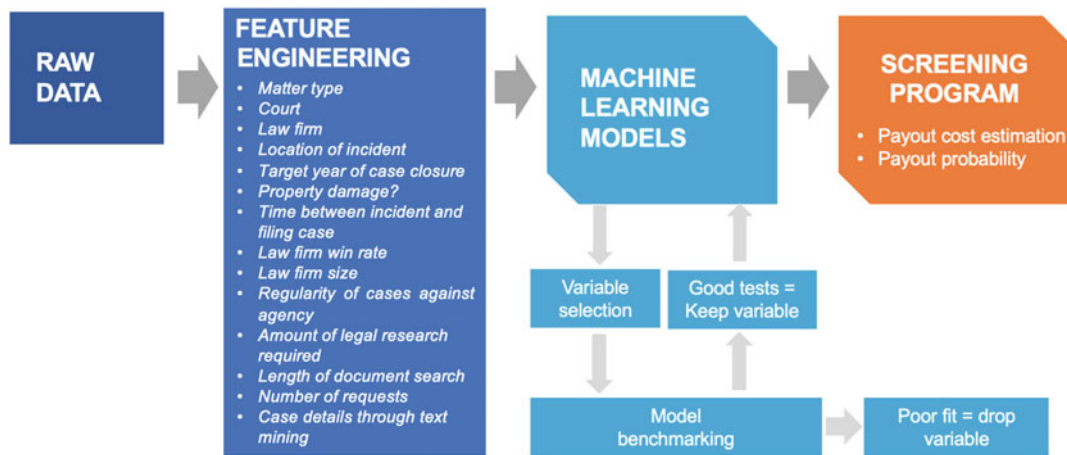 RAW
DATA
FEATURE
ENGINEERING
• Matter type
• Court
• Law firm
• Location of incident
• Target year of case closure
• Property damage?
• Time between incident and
filing case
• Law firm win rate
• Law firm size
• Regularity of cases against
agency
• Amount of legal research
required
• Length of document search
• Number of requests
• Case details through text
mining
MACHINE
LEARNING
MODELS
SCREENING
PROGRAM
• Payout cost estimation
• Payout probability
Variable
selection
Good tests =
Keep variable
Model
benchmarking
Poor fit = drop
variable